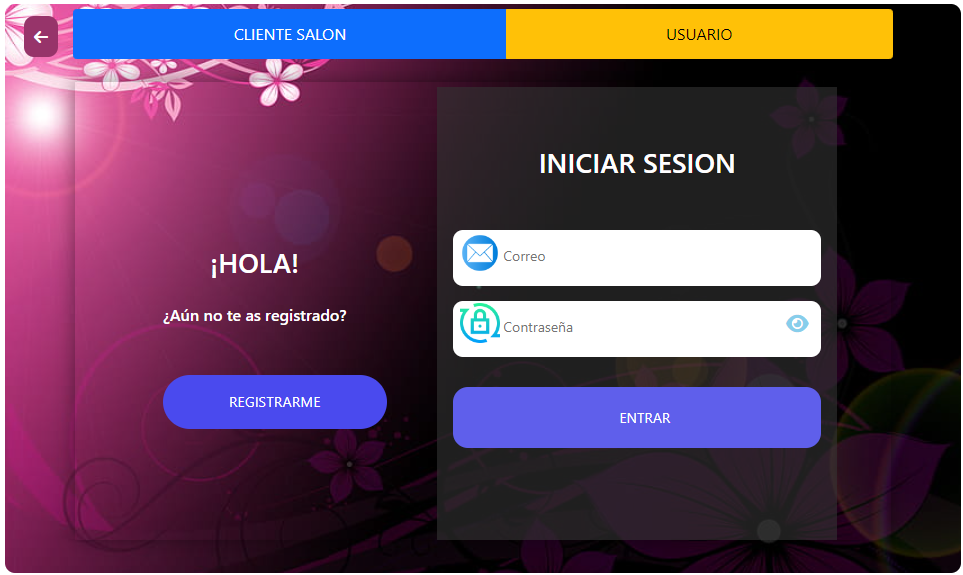 CLIENTE SALON
USUARIO
¡HOLA!
¿Aún no te as registrado?
REGISTRARME
INICIAR SESION
Correo
Contraseña
ENTRAR